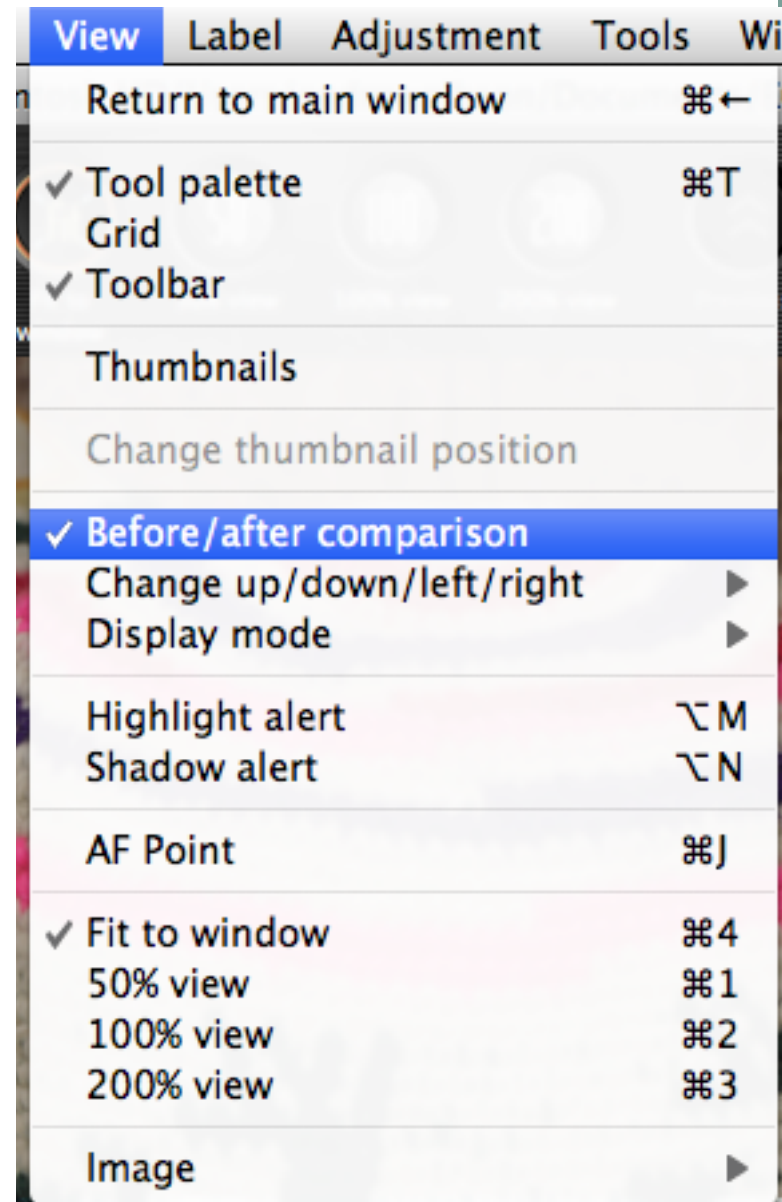 View Label Adjustment Tools Wi
Return to main window ⌘←
✓ Tool palette ⌘T
Grid
✓ Toolbar
Thumbnails
Change thumbnail position
✓ Before/after comparison
Change up/down/left/right ▶
Display mode ▶
Highlight alert ⌥M
Shadow alert ⌥N
AF Point ⌘J
✓ Fit to window ⌘4
50% view ⌘1
100% view ⌘2
200% view ⌘3
Image ▶